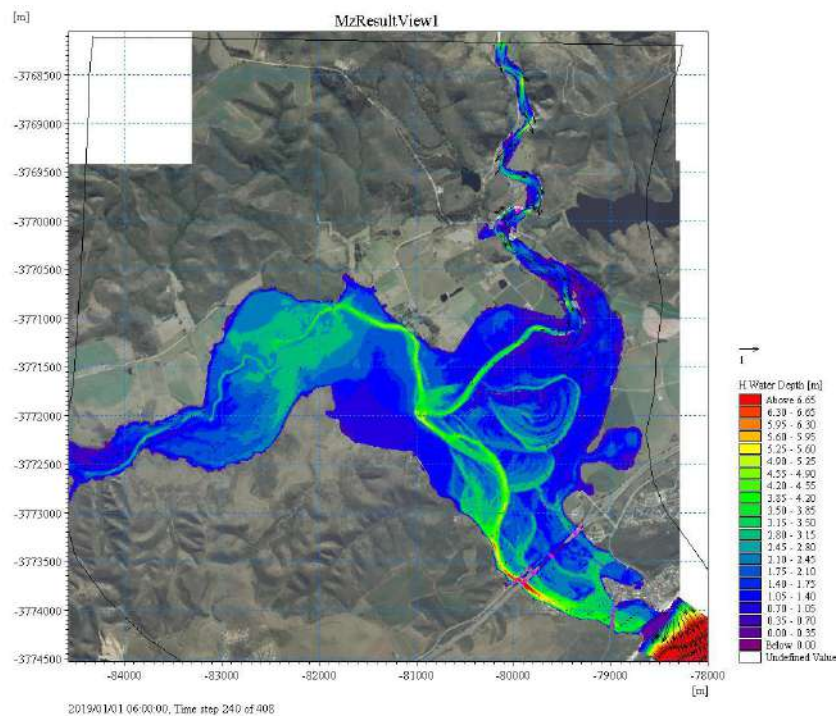 [m]
MzResultView1
-3768500
-3769000
-3769500
-3770000
-3770500
-3771000
-3771500
-3772000
-3772500
-3773000
-3773500
-3774000
-3774500
-84000 -83000 -82000 -81000 -80000 -79000 -78000
[m]
2019/01/01 06:00:00, Time step 240 of 408
1
H.Water Depth [m]
Above 6.65
6.30 - 6.65
5.95 - 6.30
5.60 - 5.95
5.25 - 5.60
4.90 - 5.25
4.55 - 4.90
4.20 - 4.55
3.85 - 4.20
3.50 - 3.85
3.15 - 3.50
2.80 - 3.15
2.45 - 2.80
2.10 - 2.45
1.75 - 2.10
1.40 - 1.75
1.05 - 1.40
0.70 - 1.05
0.35 - 0.70
0.00 - 0.35
Below 0.00
Undefined Value